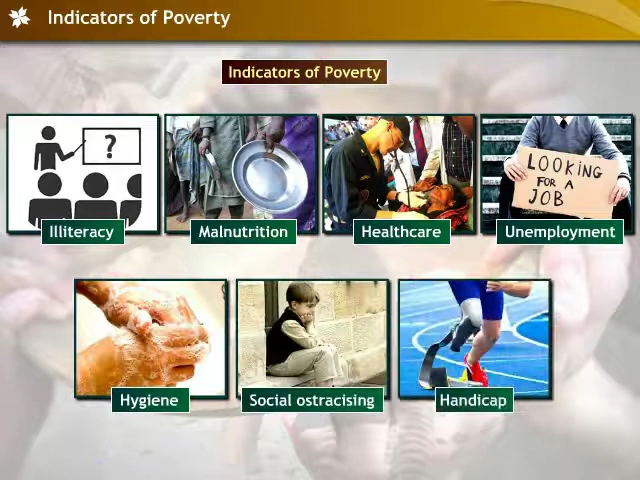 Indicators of Poverty
Indicators of Poverty
?
LOOKING
FOR A
JOB
Illiteracy
Malnutrition
Healthcare
Unemployment
Hygiene
Social ostracising
Handicap